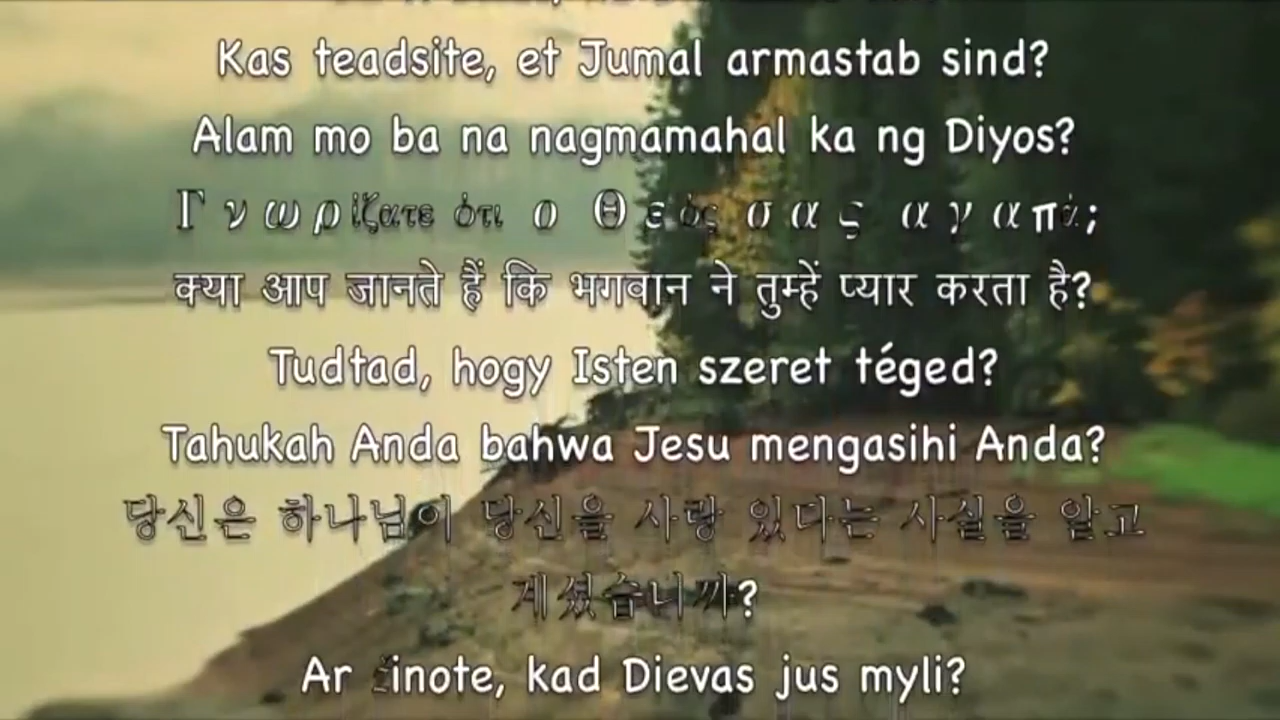 Kas teadsite, et Jumal armastab sind?
Alam mo ba na nagmamahal ka ng Diyos?
Γνωρίζατε ότι ο Θεός σας αγαπά;
क्या आप जानते हैं कि भगवान ने तुम्हें प्यार करता है?
Tudtad, hogy Isten szeret téged?
Tahukah Anda bahwa Jesu mengasihi Anda?
당신은 하나님이 당신을 사랑 있다는 사실을 알고
계셨습니까?
Ar žinote, kad Dievas jus myli?